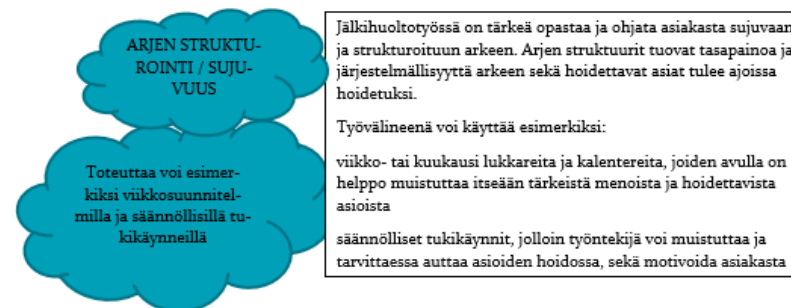 ARJEN STRUKTU-
ROINTI / SUJU-
VUUS
Toteuttaa voi esimer-
kiksi viikkosuunnitel-
milla ja säännöllisillä tu-
kikäynneillä
Jälkihuoltotyössä on tärkeä opastaa ja ohjata asiakasta sujuvaan
ja strukturoituun arkeen. Arjen struktuurit tuovat tasapainoa ja
järjestelmällisyyttä arkeen sekä hoidettavat asiat tulee ajoissa
hoidetuksi.
Työvälineenä voi käyttää esimerkiksi:
viikko- tai kuukausi lukkareita ja kalentereita, joiden avulla on
helppo muistuttaa itseään tärkeistä menoista ja hoidettavista
asioista
säännölliset tukikäynnit, jolloin työntekijä voi muistuttaa ja
tarvittaessa auttaa asioiden hoidossa, sekä motivoida asiakasta